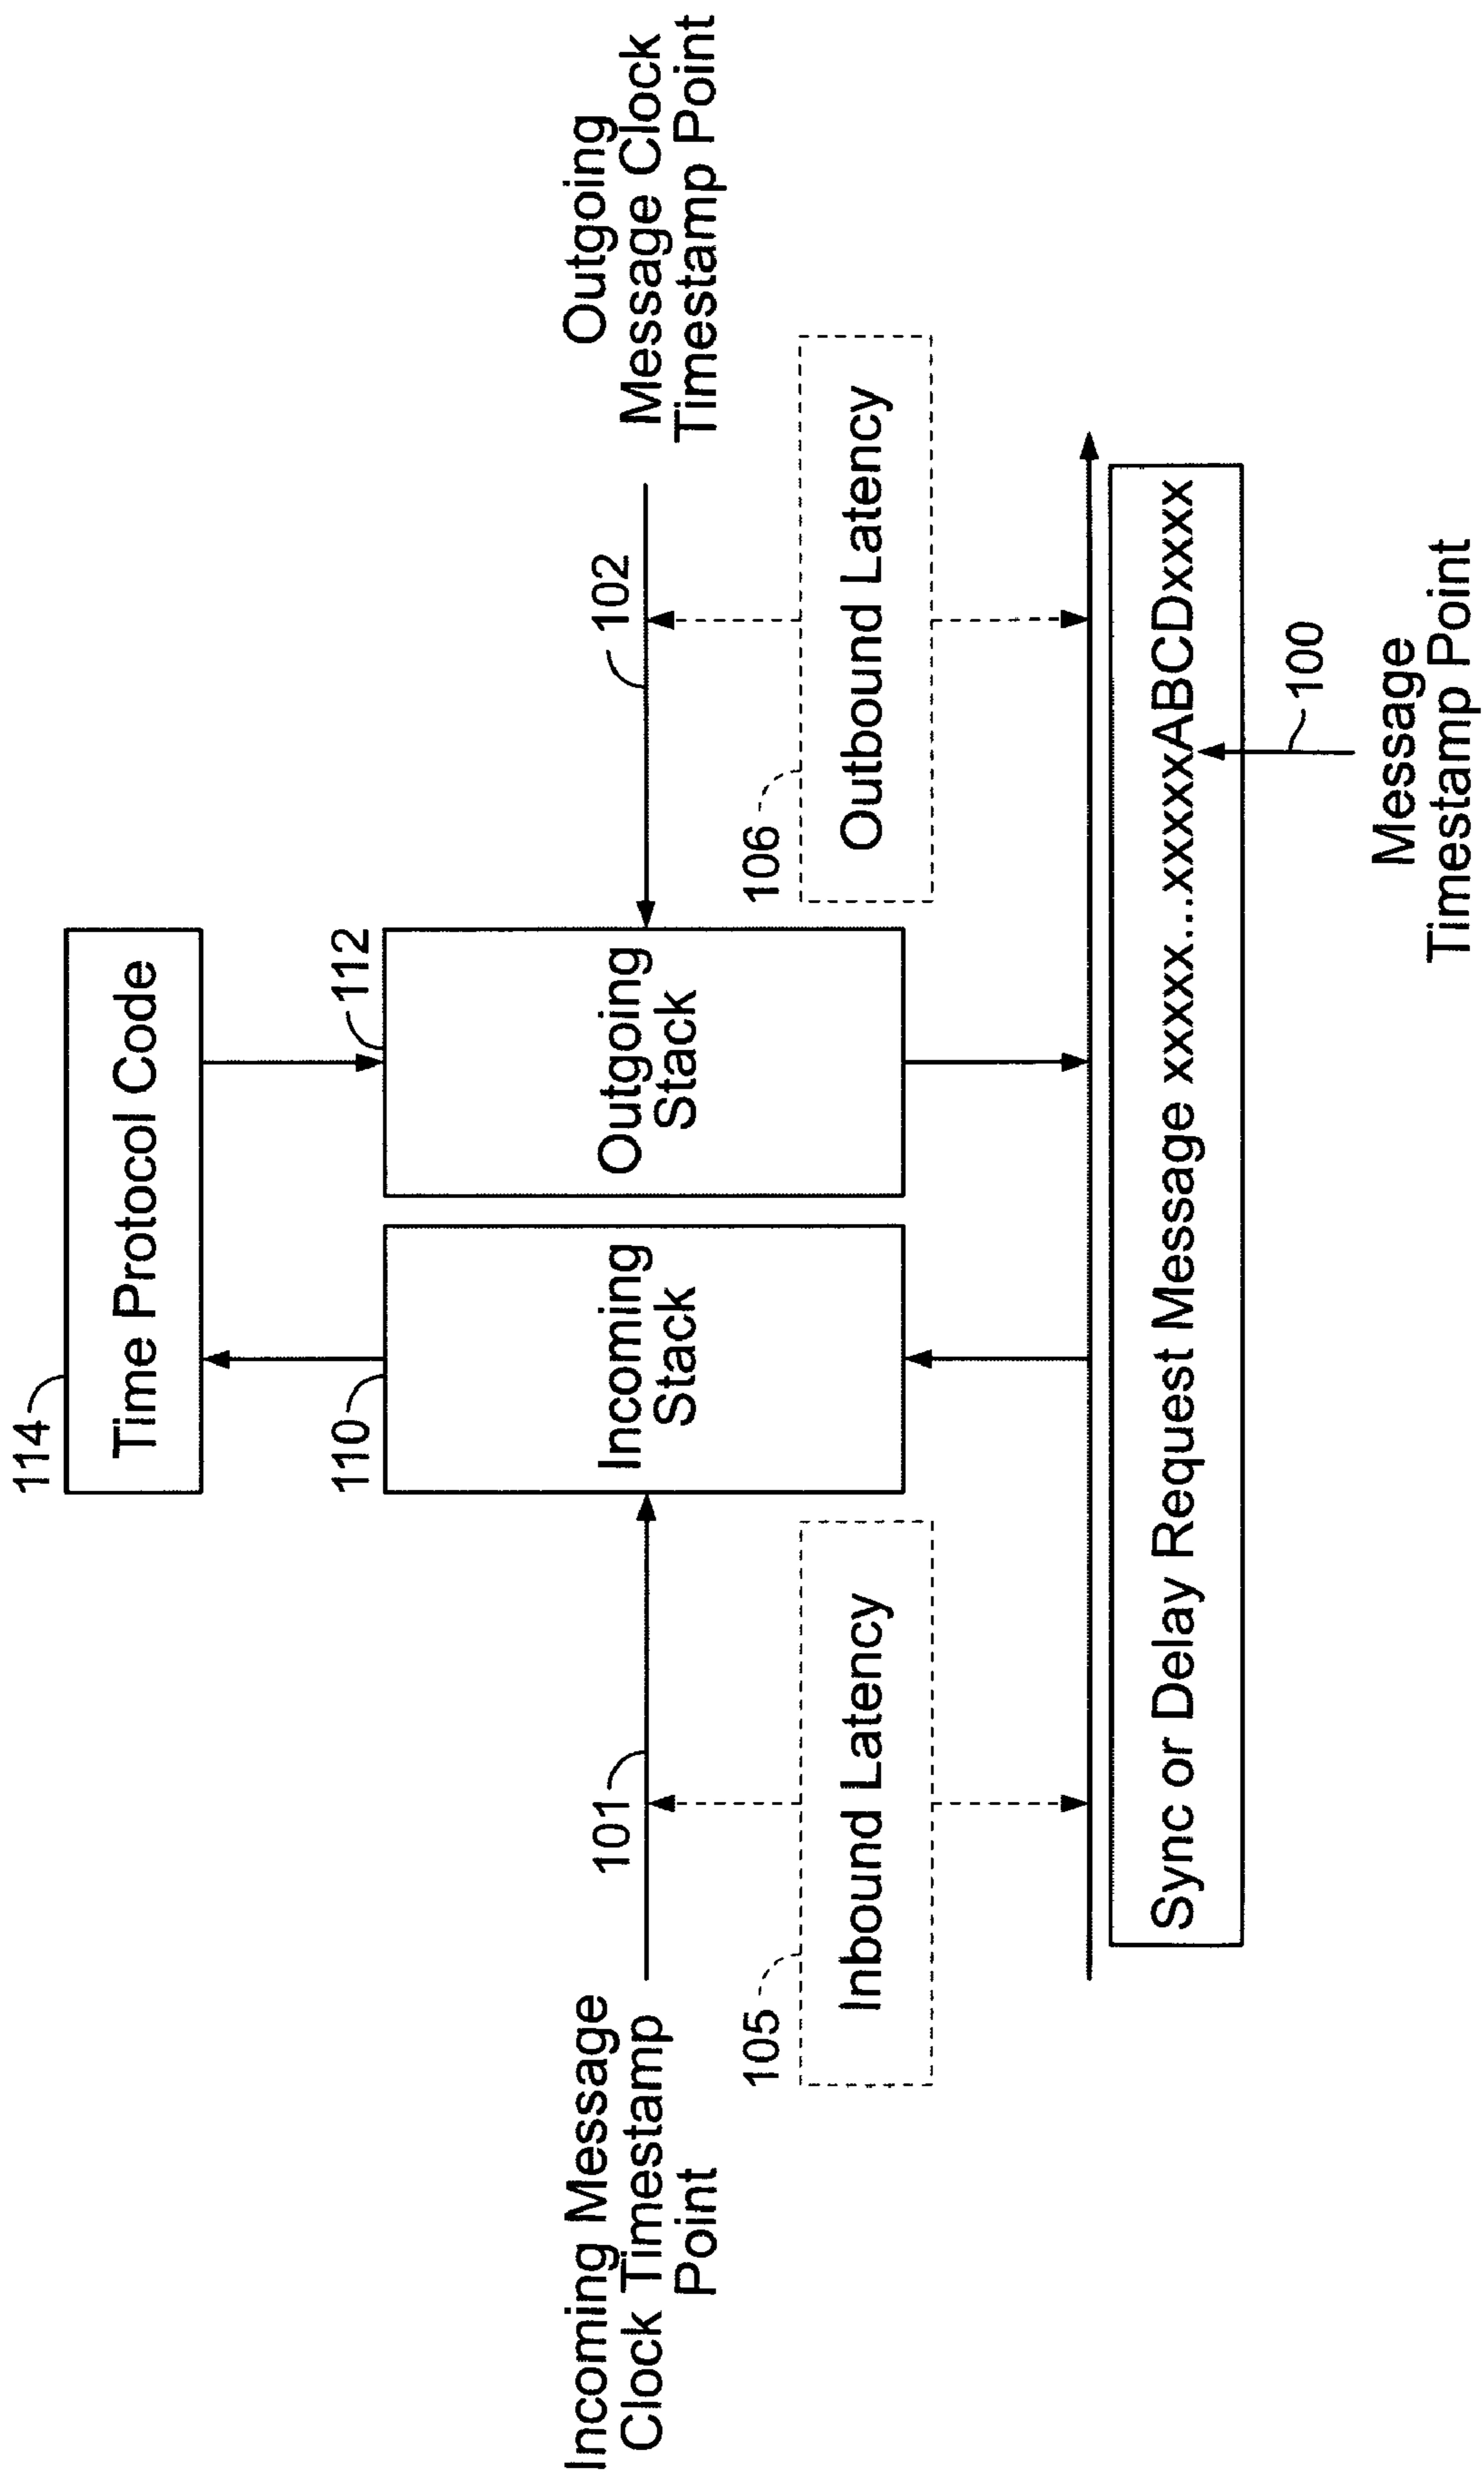 114
Time Protocol Code
110
112
Incoming
Stack
Outgoing
Stack
Incoming Message
Clock Timestamp
Point
101
102
Outgoing
Message Clock
Timestamp Point
105
Inbound Latency
106
Outbound Latency
Sync or Delay Request Message xxxxx...xxxxxABCDxxxx
100
Message
Timestamp Point